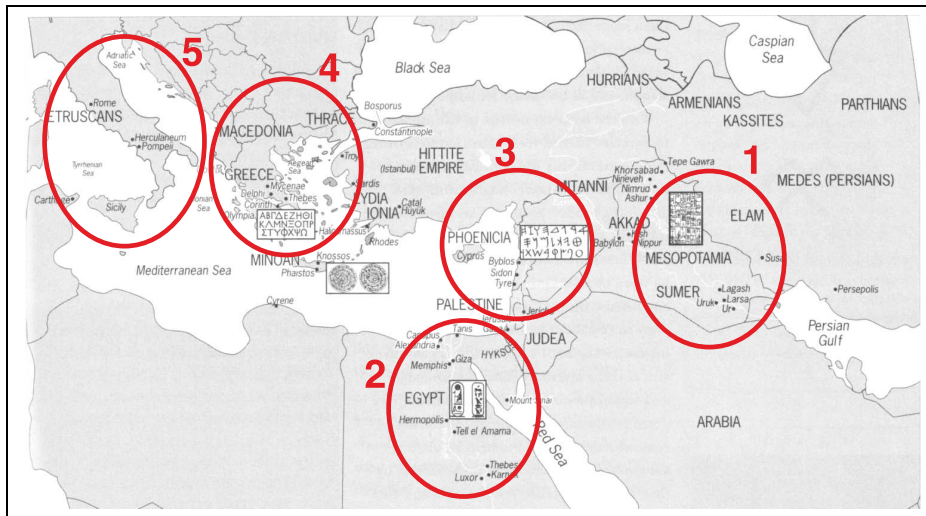 5
Adriatic
Sea
Caspian
Sea
4
Black Sea
HURRIANS
Rome
ETRUSCANS
ARMENIANS
PARTHIANS
Bosporus
THRACE
KASSITES
MACEDONIA
Constantinople
Herculaneum
Pompeii
3
1
Aegean
Sea
Troy
(Istanbul)
HITTITE
EMPIRE
Tepe Gawra
Tyrrhenian
Sea
Khorsabad
Nineveh
MITANNI
Nimrud
Ashur
MEDES (PERSIANS)
GREECE
Mycenae
Sardis
Delphi
Thebes
LYDIA
Carthage
Sicily
Ionian
Sea
Corinth
Olympia
IONIA
Catal
Huyuk
ΑΒΓΔΕΖΗΘΙ
ΚΛΜΝΞΟΠΡ
ΣΤΥΦΧΨΩ
Halicarnassus
Rhodes
PHOENICIA
Cyprus
AKKAD
Kish
Babylon
Nippur
ELAM
Knossos
MINOAN
Phaistos
Byblos
Sidon
Tyre
MESOPOTAMIA
Susa
Mediterranean Sea
SUMER
Lagash
Uruk
Larsa
Ur
Persepolis
Cyrene
PALESTINE
Jericho
Persian
Gulf
Tanis
Canopus
Alexandria
HYKSOS
JUDEA
2
Memphis
Giza
EGYPT
Mount Sinai
Hermopolis
Tell el Amarna
Red Sea
ARABIA
Thebes
Luxor
Karnak